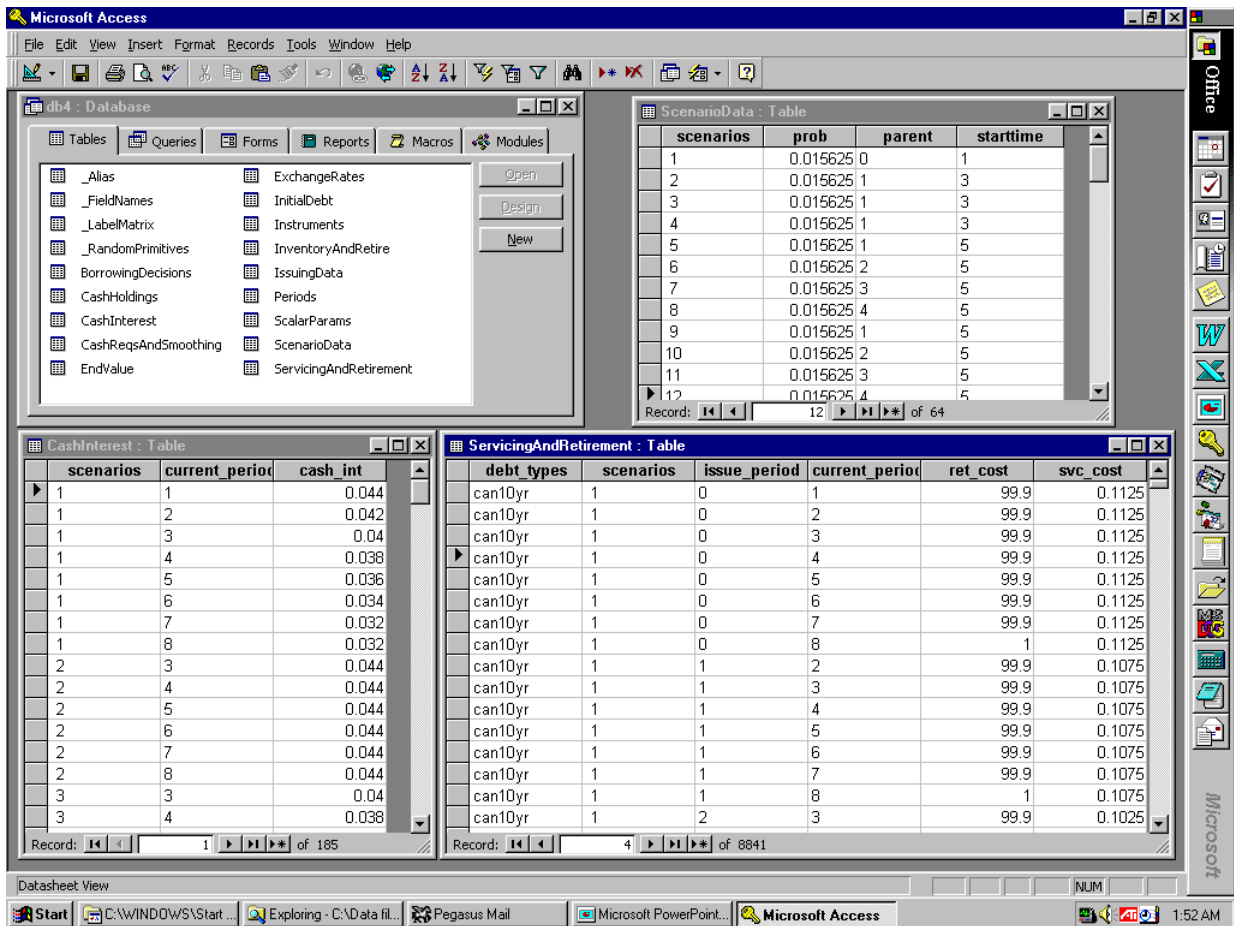 Microsoft Access
File Edit View Insert Format Records Tools Window Help
db4 : Database
Tables Queries Forms Reports Macros Modules
_Alias ExchangeRates Open
_FieldNames InitialDebt Design
_LabelMatrix Instruments New
_RandomPrimitives InventoryAndRetire
BorrowingDecisions IssuingData
CashHoldings Periods
CashInterest ScalarParams
CashReqsAndSmoothing ScenarioData
EndValue ServicingAndRetirement
ScenarioData : Table
scenarios prob parent starttime
1 0.015625 0 1
2 0.015625 1 3
3 0.015625 1 3
4 0.015625 1 3
5 0.015625 1 5
6 0.015625 2 5
7 0.015625 3 5
8 0.015625 4 5
9 0.015625 1 5
10 0.015625 2 5
11 0.015625 3 5
12 0.015625 4 5
Record: 12 of 64
CashInterest : Table
scenarios current_period cash_int
1 1 0.044
1 2 0.042
1 3 0.04
1 4 0.038
1 5 0.036
1 6 0.034
1 7 0.032
1 8 0.032
2 3 0.044
2 4 0.044
2 5 0.044
2 6 0.044
2 7 0.044
2 8 0.044
3 3 0.04
3 4 0.038
Record: 1 of 185
ServicingAndRetirement : Table
debt_types scenarios issue_period current_period ret_cost svc_cost
can10yr 1 0 1 99.9 0.1125
can10yr 1 0 2 99.9 0.1125
can10yr 1 0 3 99.9 0.1125
can10yr 1 0 4 99.9 0.1125
can10yr 1 0 5 99.9 0.1125
can10yr 1 0 6 99.9 0.1125
can10yr 1 0 7 99.9 0.1125
can10yr 1 0 8 1 0.1125
can10yr 1 1 2 99.9 0.1075
can10yr 1 1 3 99.9 0.1075
can10yr 1 1 4 99.9 0.1075
can10yr 1 1 5 99.9 0.1075
can10yr 1 1 6 99.9 0.1075
can10yr 1 1 7 99.9 0.1075
can10yr 1 1 8 1 0.1075
can10yr 1 2 3 99.9 0.1025
Record: 4 of 8841
Office
Microsoft
Datasheet View NUM
Start C:\WINDOWS\Start ... Exploring - C:\Data fil... Pegasus Mail Microsoft PowerPoint... Microsoft Access 1:52 AM